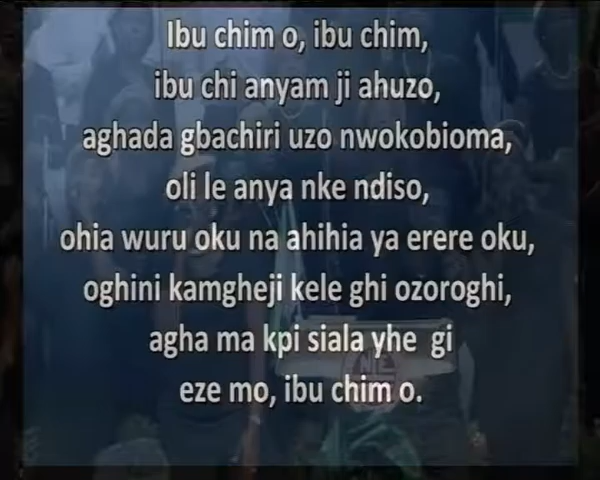 Ibu chim o, ibu chim,
ibu chi anyam ji ahuzo,
aghada gbachiri uzo nwokobioma,
oli le anya nke ndiso,
ohia wuru oku na ahihia ya erere oku,
oghini kamgheji kele ghi ozoroghi,
agha ma kpi siala yhe gi
eze mo, ibu chim o.